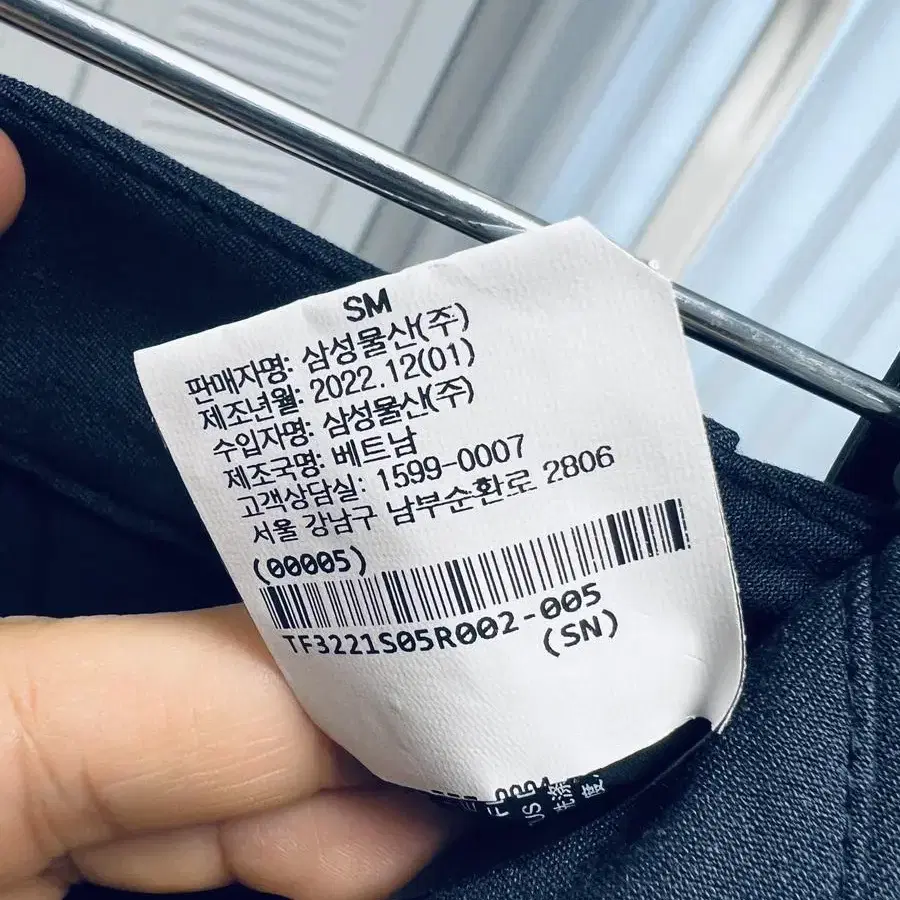 SM
판매자명: 삼성물산(주)
제조년월: 2022.12(01)
수입자명: 삼성물산(주)
제조국명: 베트남
고객상담실: 1599-0007
서울 강남구 남부순환로 2806
(00005)
TF3221S05R002-005
(SN)